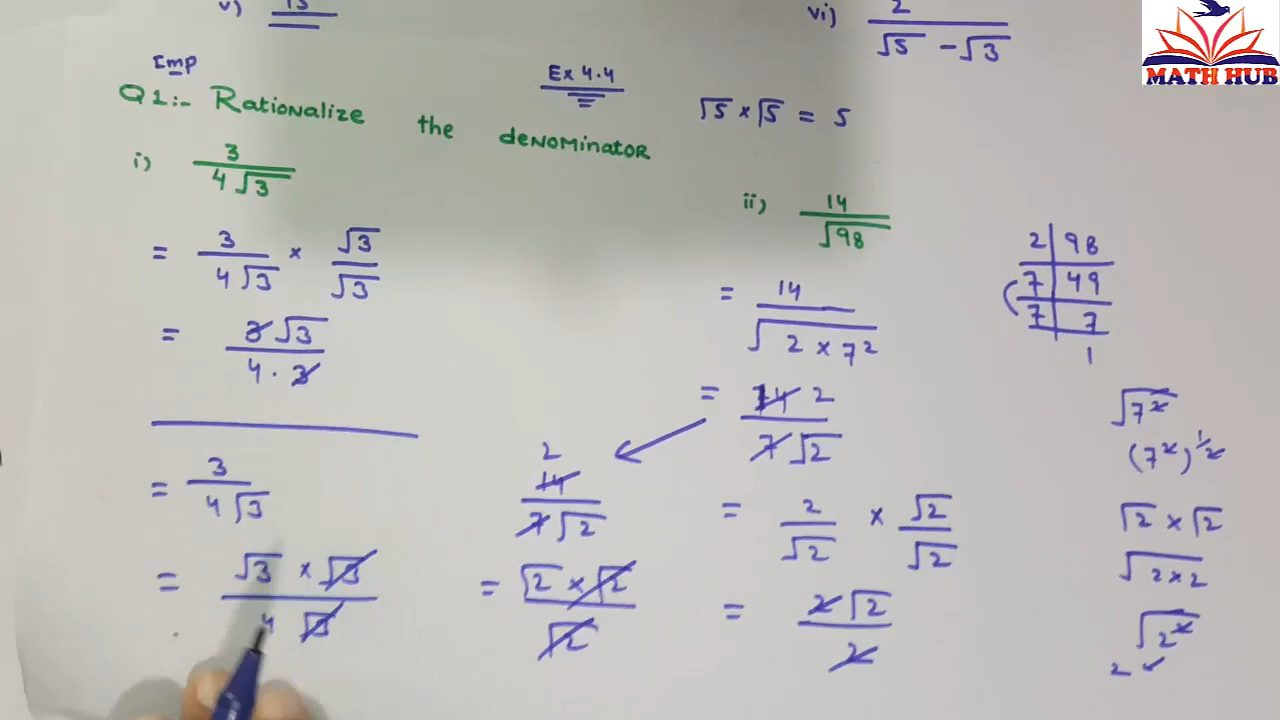 v) 15
vi) 2 / √5 - √3
MATH HUB
Imp
Ex 4.4
Q1:- Rationalize the denominator
√5 × √5 = 5
i) 3 / 4√3
= 3 / 4√3 × √3 / √3
= 3√3 / 4 . 3
= 3 / 4√3
= √3 × √3 / 4 √3
ii) 14 / √98
= 14 / √2 × 7²
= 14 2 / 7√2
2
14 / 7√2
= √2 × √2 / √2
= 2 / √2 × √2 / √2
= 2√2 / 2
2 | 98
7 | 49
7 | 7
1
√7²
(7²)^1/2
√2 × √2
√2×2
√2²
2